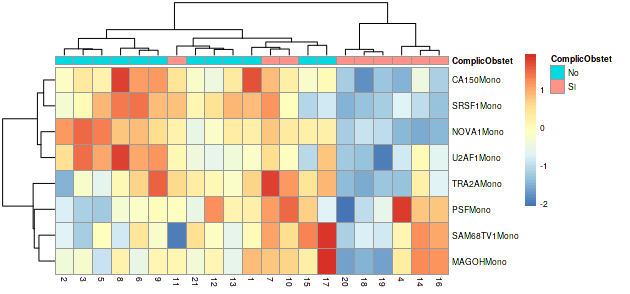 ComplicObstet
CA150Mono
SRSF1Mono
NOVA1Mono
U2AF1Mono
TRA2AMono
PSFMono
SAM68TV1Mono
MAGOHMono
2 3 5 8 6 9 11 21 12 13 1 7 10 15 17 20 18 19 4 14 16
1
0
-1
-2
ComplicObstet
No
SI